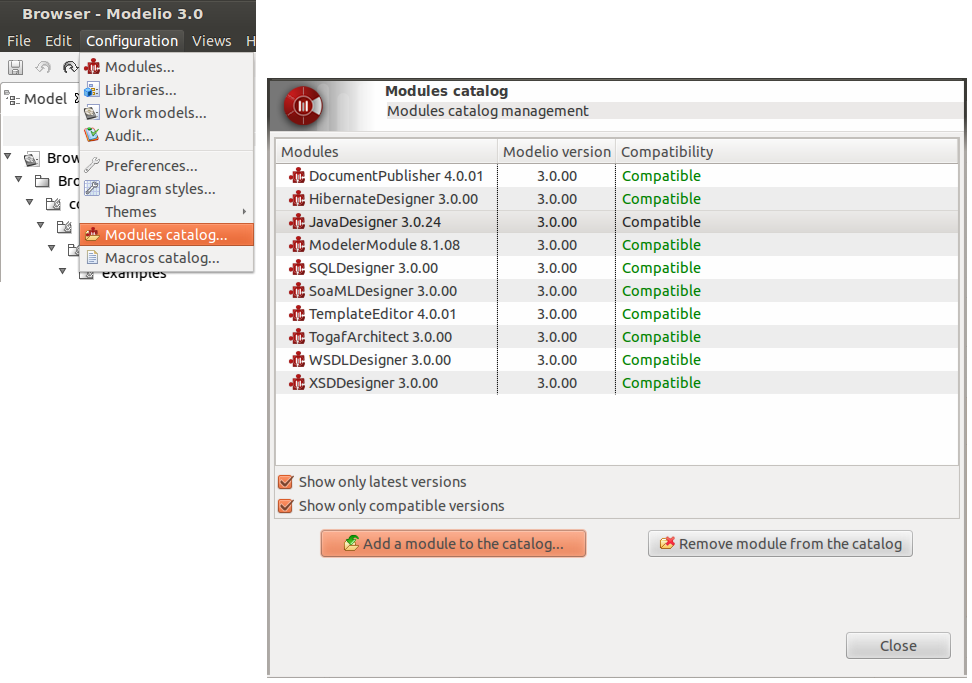 Browser - Modelio 3.0
File Edit Configuration Views H
Modules...
Libraries...
Model
Work models...
Audit...
Brow
Preferences...
Bro
Diagram styles...
Themes
Modules catalog...
Macros catalog...
examples
Modules catalog
Modules catalog management
Modules Modelio version Compatibility
DocumentPublisher 4.0.01 3.0.00 Compatible
HibernateDesigner 3.0.00 3.0.00 Compatible
JavaDesigner 3.0.24 3.0.00 Compatible
ModelerModule 8.1.08 3.0.00 Compatible
SQLDesigner 3.0.00 3.0.00 Compatible
SoaMLDesigner 3.0.00 3.0.00 Compatible
TemplateEditor 4.0.01 3.0.00 Compatible
TogafArchitect 3.0.00 3.0.00 Compatible
WSDLDesigner 3.0.00 3.0.00 Compatible
XSDDesigner 3.0.00 3.0.00 Compatible
Show only latest versions
Show only compatible versions
Add a module to the catalog... Remove module from the catalog
Close